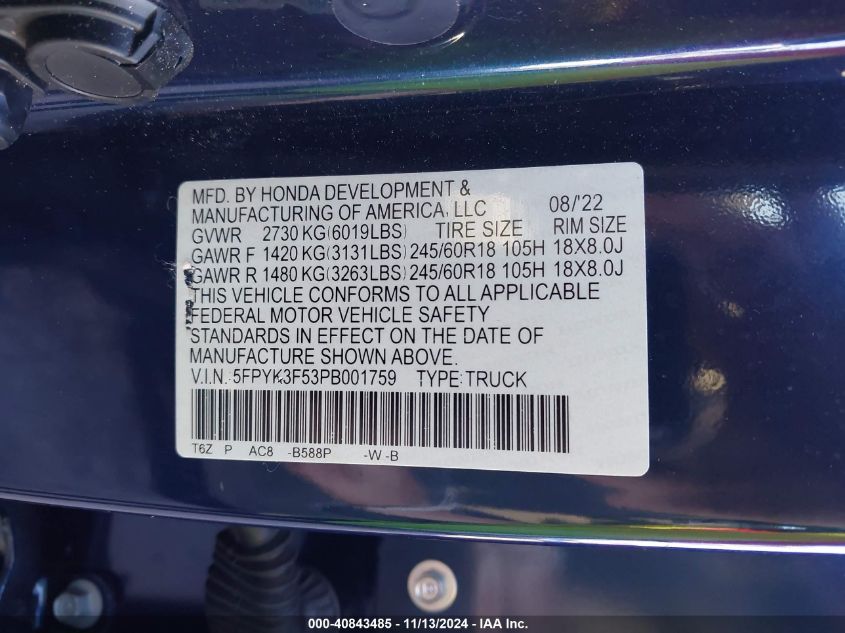 MFD. BY HONDA DEVELOPMENT &
MANUFACTURING OF AMERICA, LLC 08/'22
GVWR 2730 KG(6019LBS) TIRE SIZE RIM SIZE
GAWR F 1420 KG(3131LBS) 245/60R18 105H 18X8.0J
GAWR R 1480 KG(3263LBS) 245/60R18 105H 18X8.0J
THIS VEHICLE CONFORMS TO ALL APPLICABLE
FEDERAL MOTOR VEHICLE SAFETY
STANDARDS IN EFFECT ON THE DATE OF
MANUFACTURE SHOWN ABOVE.
V.I.N.:5FPYK3F53PB001759 TYPE:TRUCK
T6Z P AC8 -B588P -W -B
000-40843485 - 11/13/2024 - IAA Inc.